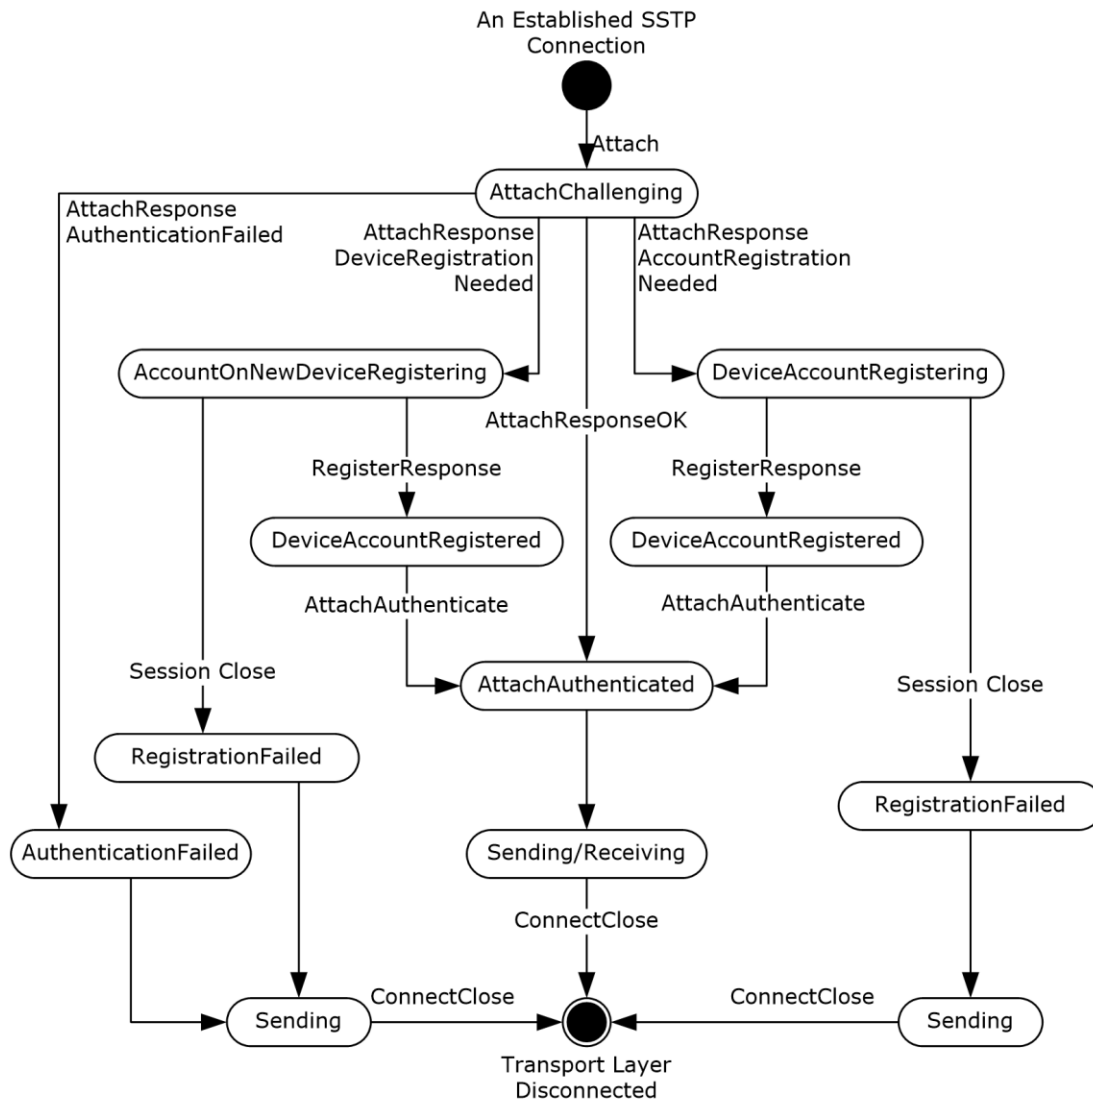 An Established SSTP
Connection
Attach
AttachChallenging
AttachResponse
AuthenticationFailed
AttachResponse
DeviceRegistration
Needed
AttachResponse
AccountRegistration
Needed
AccountOnNewDeviceRegistering
DeviceAccountRegistering
AttachResponseOK
RegisterResponse
RegisterResponse
DeviceAccountRegistered
DeviceAccountRegistered
AttachAuthenticate
AttachAuthenticate
Session Close
AttachAuthenticated
Session Close
RegistrationFailed
RegistrationFailed
AuthenticationFailed
Sending/Receiving
ConnectClose
Sending
ConnectClose
ConnectClose
Sending
Transport Layer
Disconnected